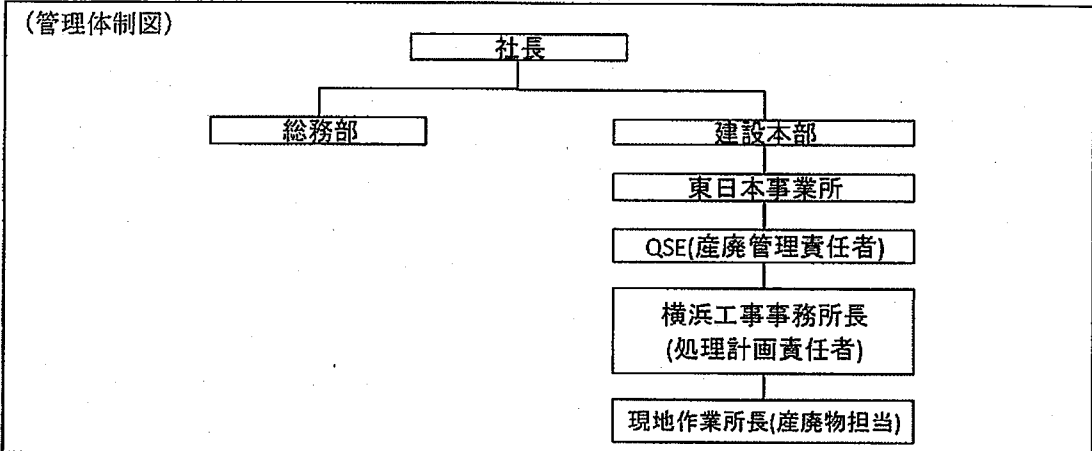 (管理体制図)
社長
総務部
建設本部
東日本事業所
QSE(産廃管理責任者)
横浜工事事務所長
(処理計画責任者)
現地作業所長(産廃物担当)